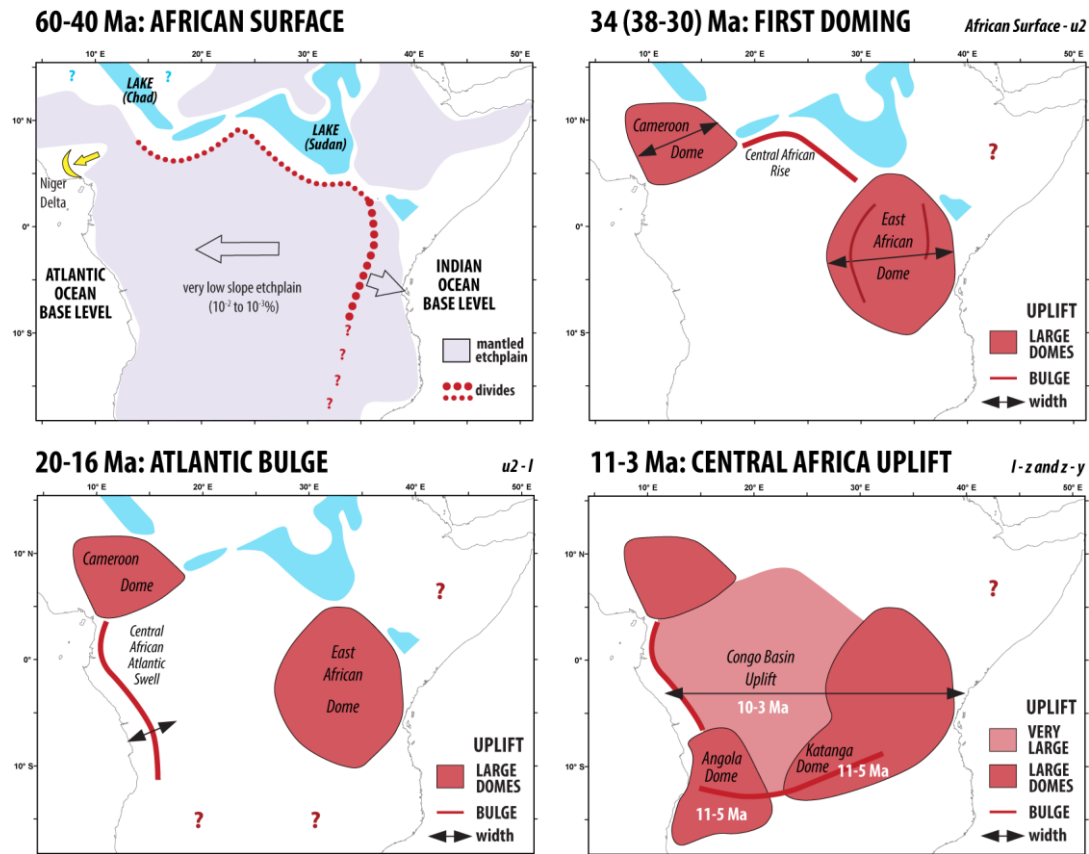 60-40 Ma: AFRICAN SURFACE
10° E
20° E
30° E
40° E
50° E
?
?
LAKE
(Chad)
10°N
LAKE
(Sudan)
Niger
Delta
0°
ATLANTIC
OCEAN
BASE LEVEL
very low slope etchplain
(10⁻² to 10⁻³%)
INDIAN
OCEAN
BASE LEVEL
10° S
?
?
?
?
mantled
etchplain
divides
34 (38-30) Ma: FIRST DOMING
African Surface - u2
10° E
20° E
30° E
40° E
50° E
10°N
Cameroon
Dome
Central African
Rise
?
0°
East
African
Dome
10°S
UPLIFT
LARGE
DOMES
BULGE
width
20-16 Ma: ATLANTIC BULGE
u2 - l
10° E
20° E
30° E
40° E
50° E
10°N
Cameroon
Dome
?
Central
African
Atlantic
Swell
0°
East
African
Dome
10° S
?
?
UPLIFT
LARGE
DOMES
BULGE
width
11-3 Ma: CENTRAL AFRICA UPLIFT
l - z and z - y
10° E
20° E
30° E
40° E
50° E
10°N
?
0°
Congo Basin
Uplift
10-3 Ma
Angola
Dome
Katanga
Dome
11-5 Ma
10°S
11-5 Ma
UPLIFT
VERY
LARGE
LARGE
DOMES
BULGE
width